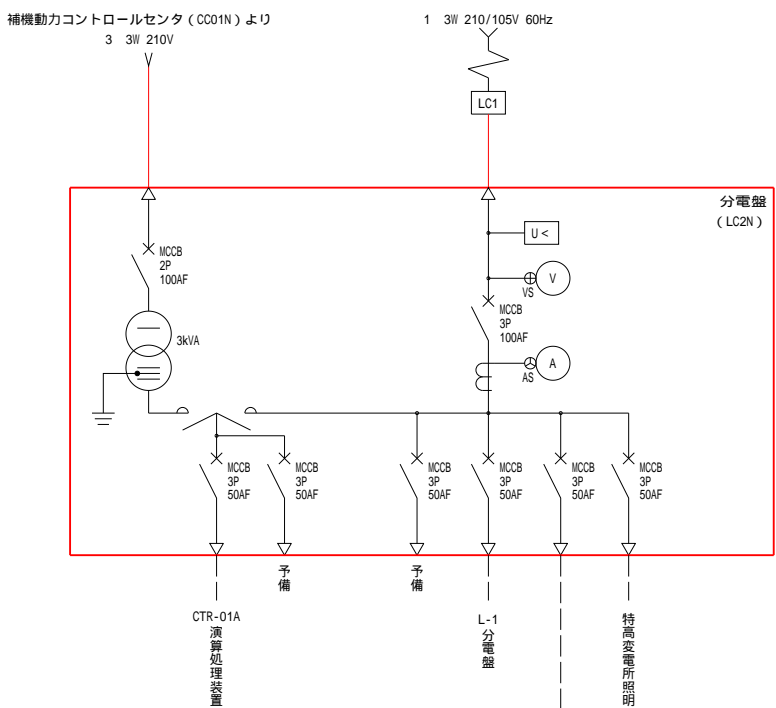 補機動力コントロールセンタ(CC01N)より
3 3W 210V
1 3W 210/105V 60Hz
LC1
分電盤
(LC2N)
U<
V
VS
MCCB
2P
100AF
MCCB
3P
100AF
3kVA
A
AS
MCCB
3P
50AF
MCCB
3P
50AF
MCCB
3P
50AF
MCCB
3P
50AF
MCCB
3P
50AF
MCCB
3P
50AF
予備
予備
CTR-01A
演算処理装置
L-1
分電盤
特高変電所照明